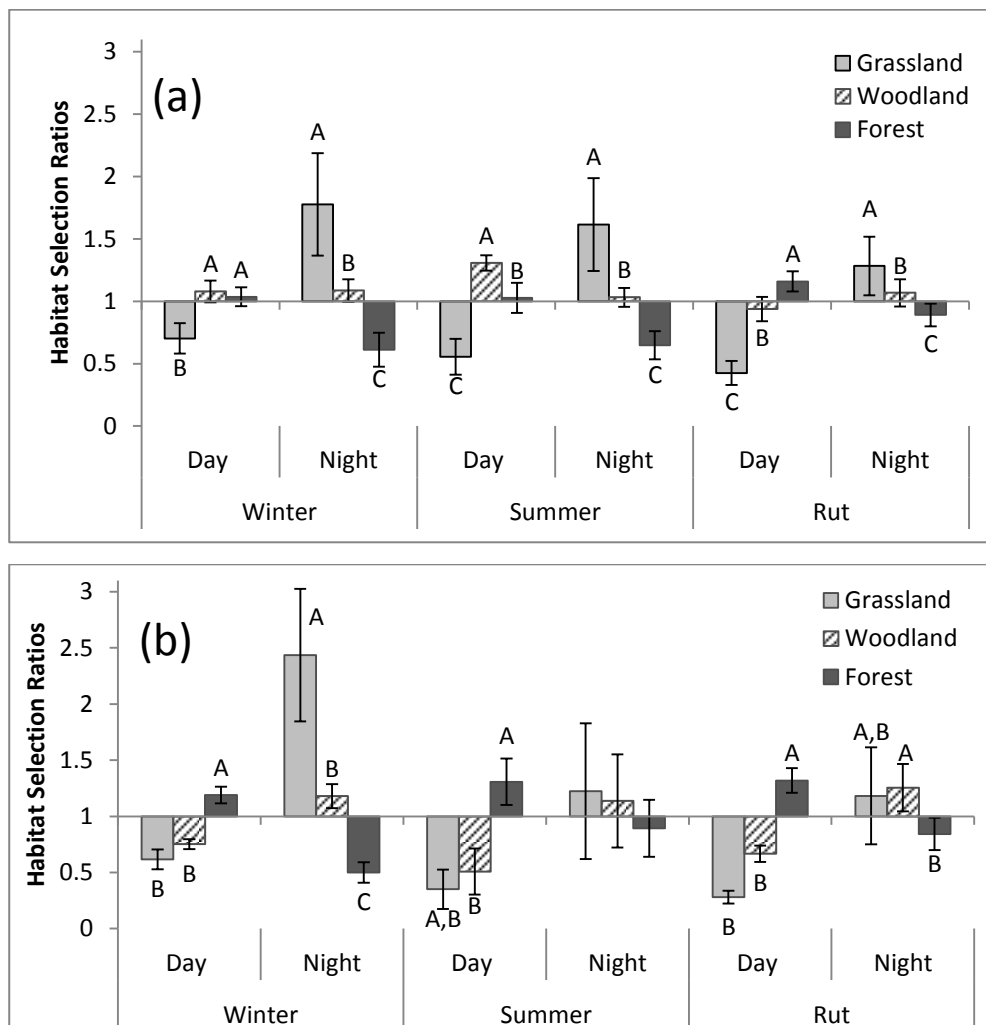 3
Grassland
(a)
A
Woodland
2.5
A
Forest
Habitat Selection Ratios
2
A
A
1.5
A
A
B
A
A
B
B
B
1
B
0.5
B
C
C
C
C
C
0
Day
Night
Day
Night
Day
Night
Winter
Summer
Rut
3
Grassland
A
(b)
Woodland
2.5
Forest
Habitat Selection Ratios
2
A
A
A,B
A
1.5
A
B
1
0.5
B
B
C
A,B
B
B
B
B
0
Day
Night
Day
Night
Day
Night
Winter
Summer
Rut